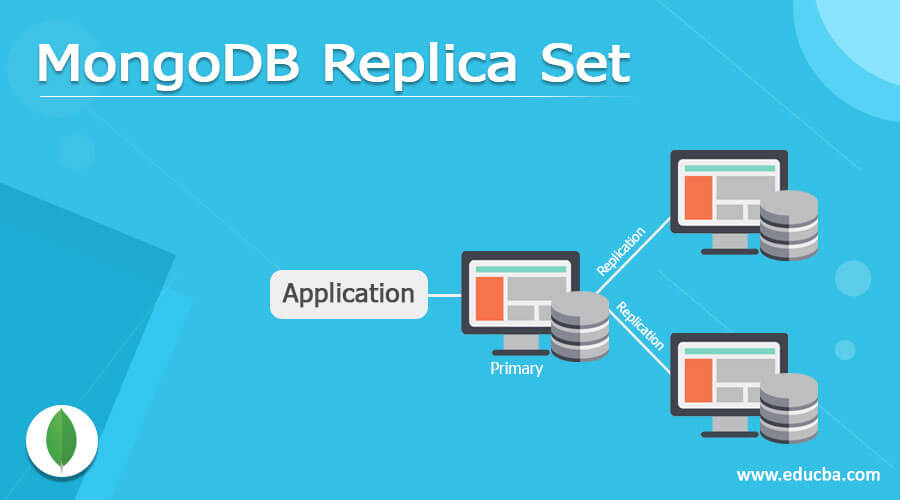 MongoDB Replica Set
Replication
Application
Replication
Primary
www.educba.com